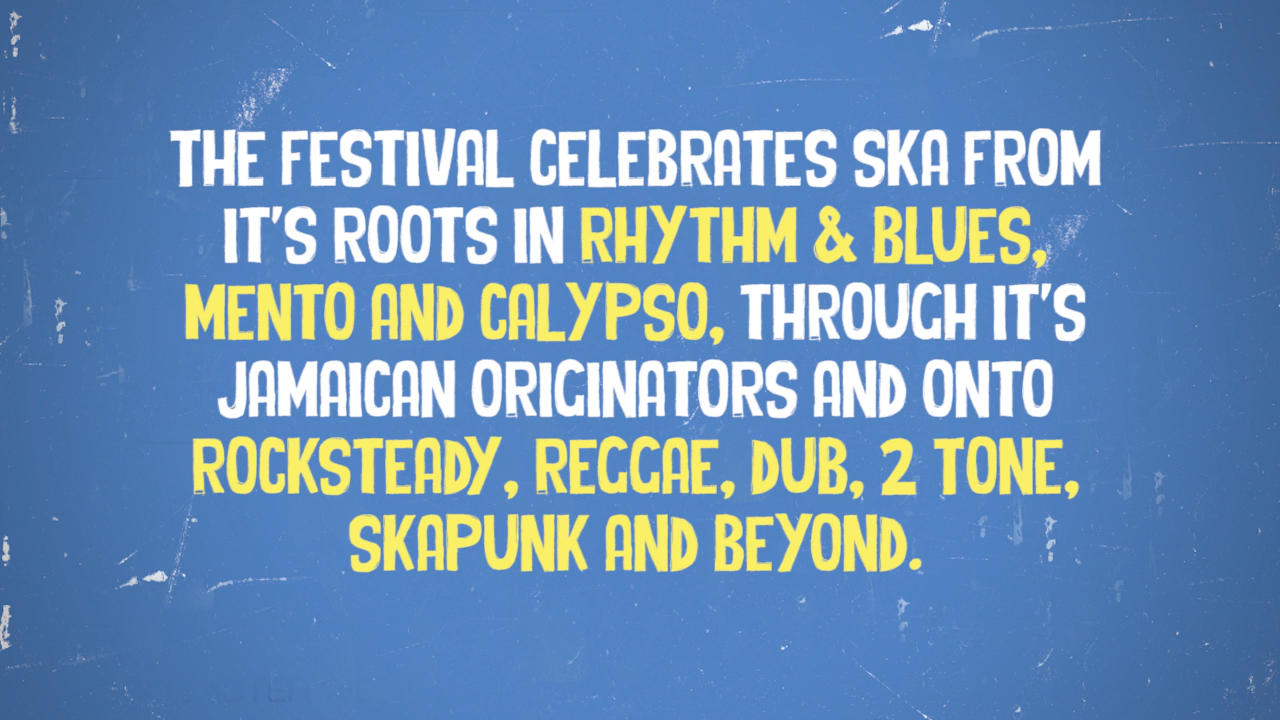 THE FESTIVAL CELEBRATES SKA FROM
IT'S ROOTS IN RHYTHM & BLUES,
MENTO AND CALYPSO, THROUGH IT'S
JAMAICAN ORIGINATORS AND ONTO
ROCKSTEADY, REGGAE, DUB, 2 TONE,
SKAPUNK AND BEYOND.